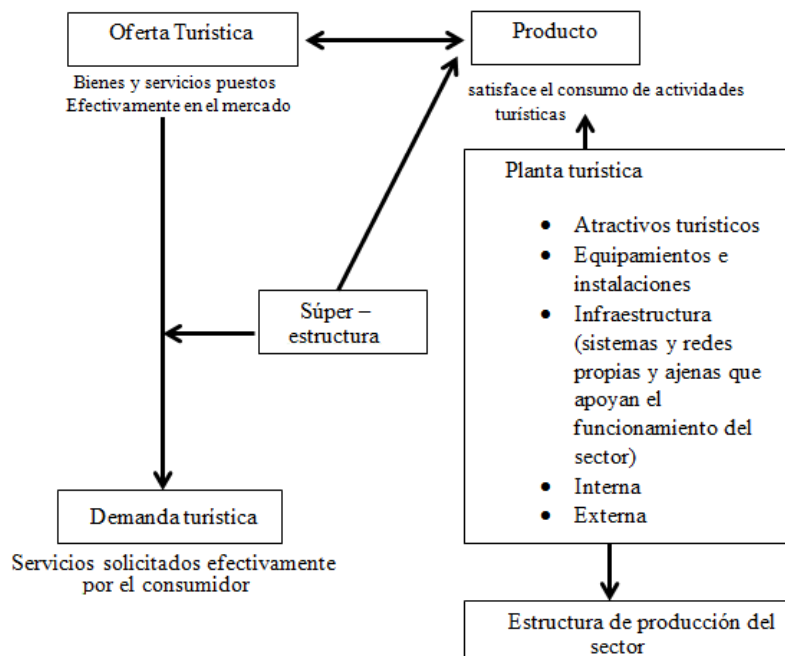 Oferta Turística
Bienes y servicios puestos
Efectivamente en el mercado
Producto
satisface el consumo de actividades
turísticas
Planta turística
• Atractivos turísticos
• Equipamientos e
instalaciones
• Infraestructura
(sistemas y redes
propias y ajenas que
apoyan el
funcionamiento del
sector)
• Interna
• Externa
Súper –
estructura
Demanda turística
Servicios solicitados efectivamente
por el consumidor
Estructura de producción del
sector